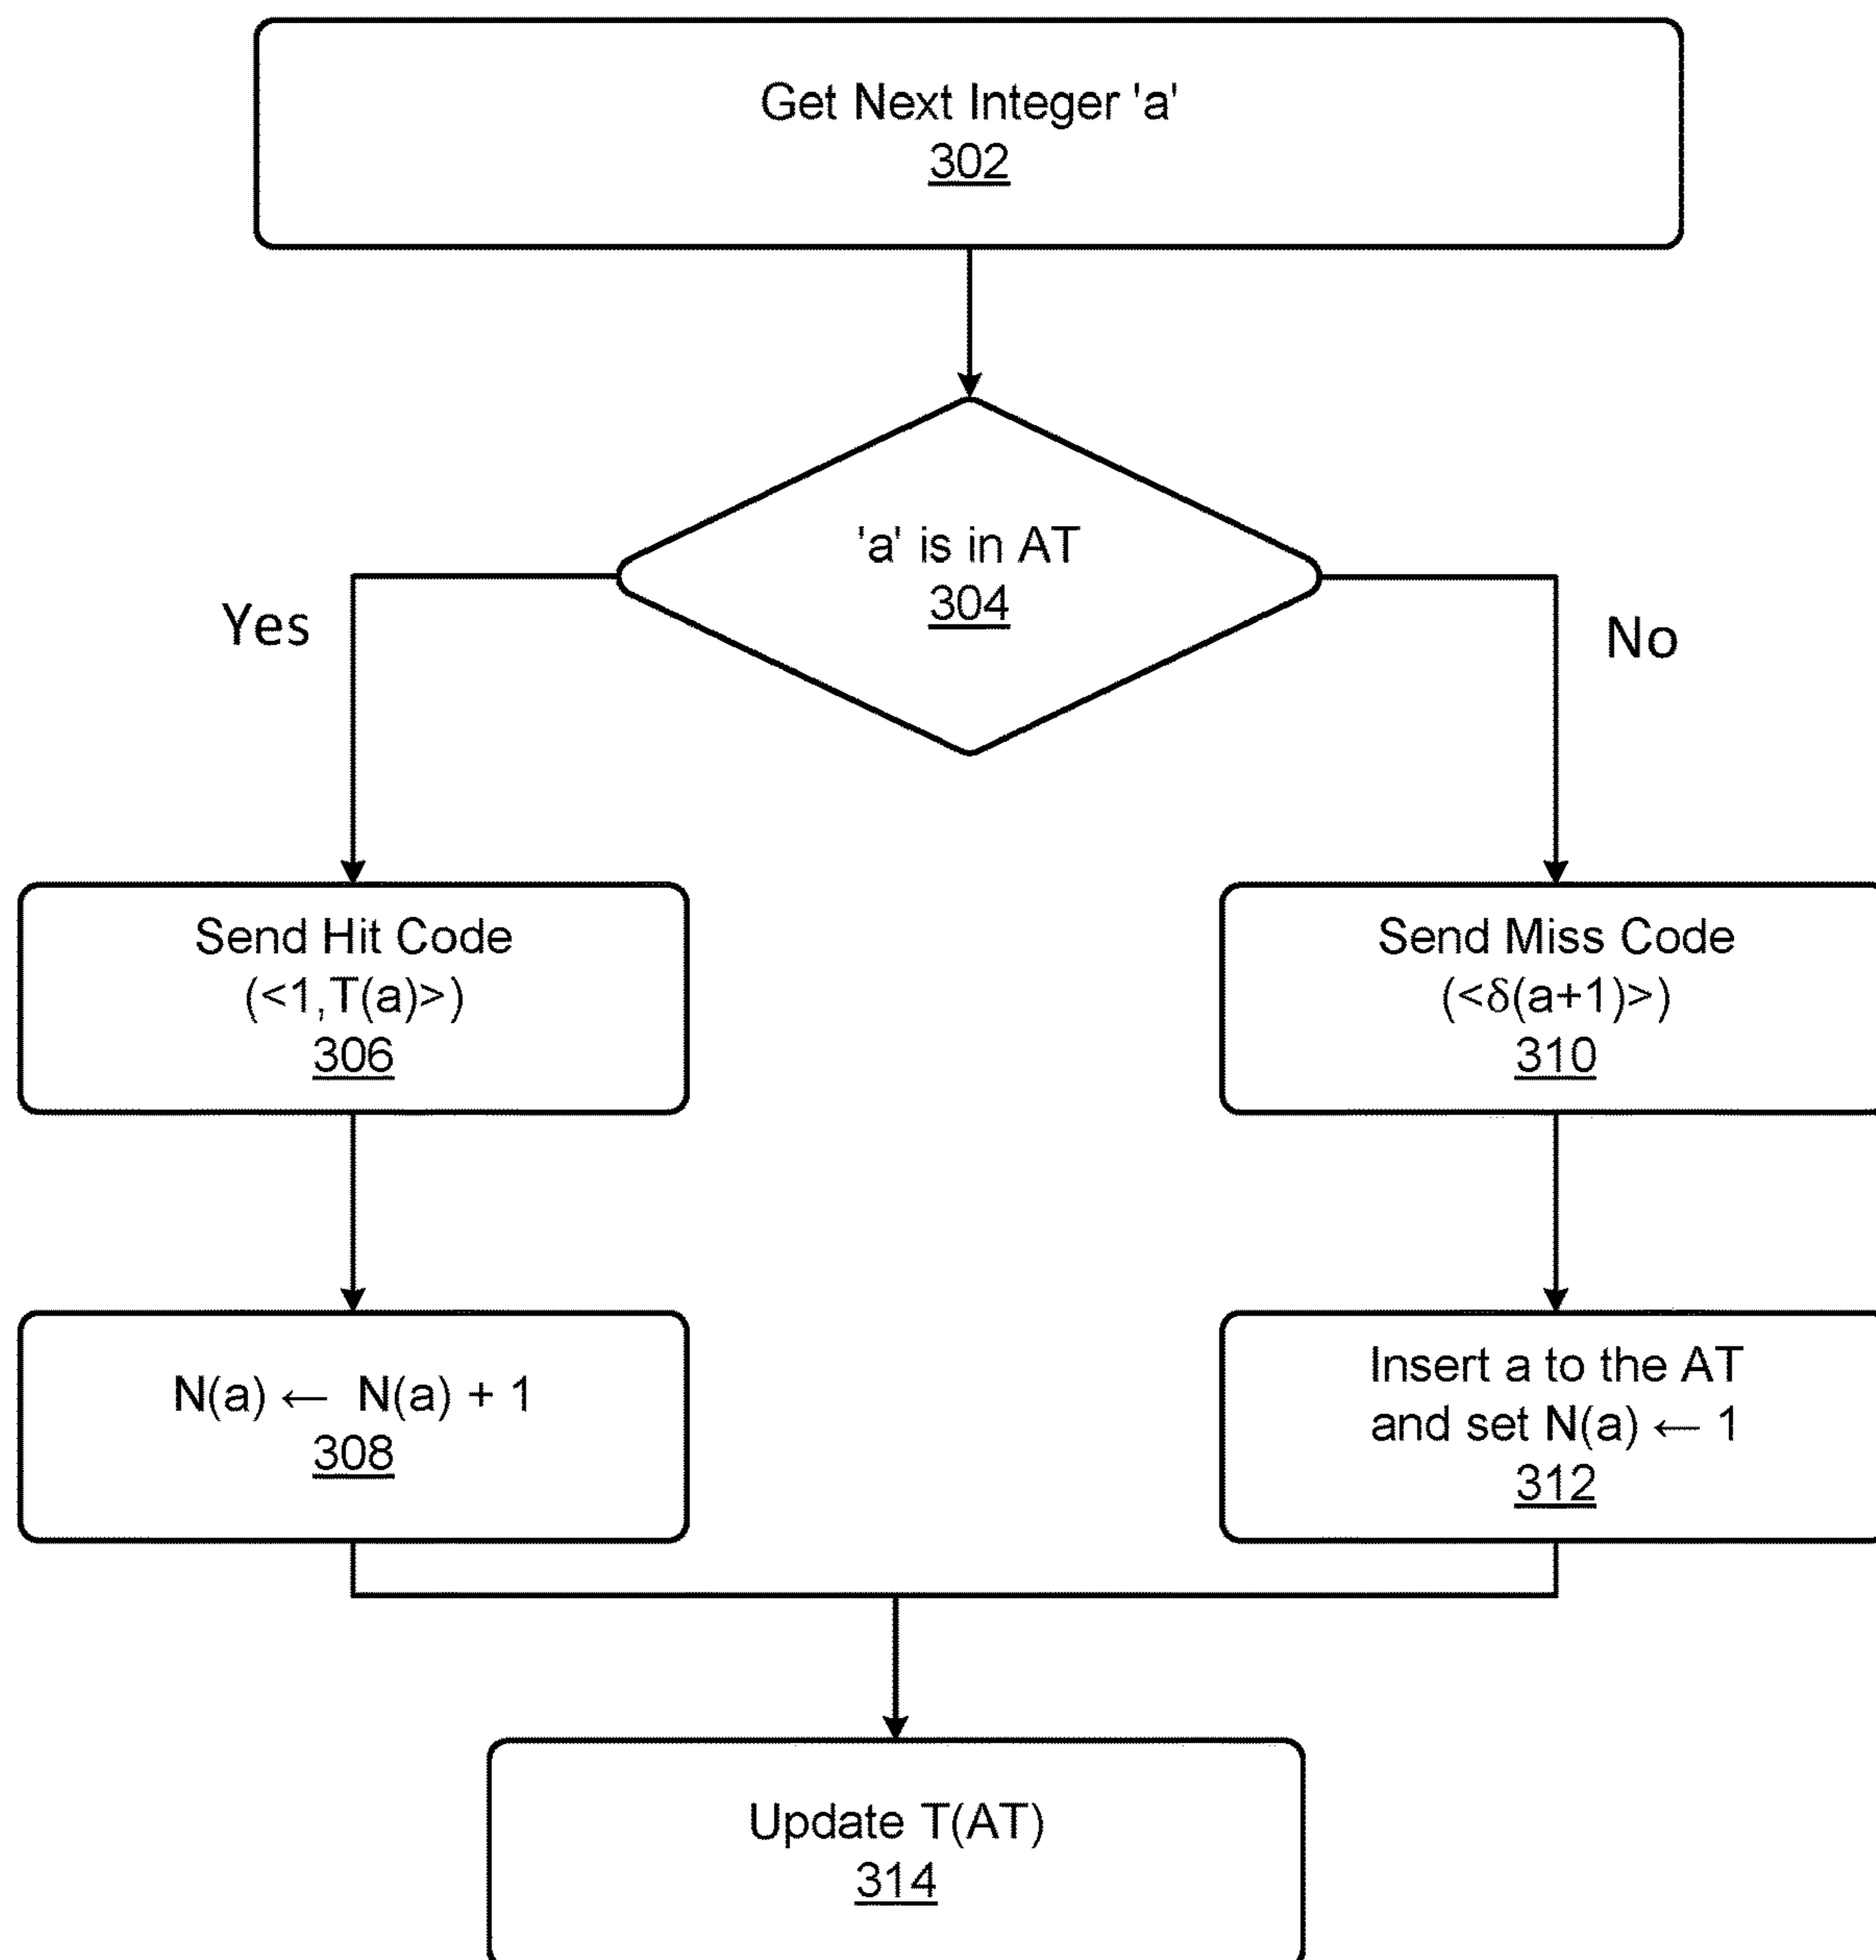 Get Next Integer 'a'
302
'a' is in AT
304
Yes
No
Send Hit Code
(<1,T(a)>)
306
Send Miss Code
(<δ(a+1)>)
310
N(a) ← N(a) + 1
308
Insert a to the AT
and set N(a) ← 1
312
Update T(AT)
314